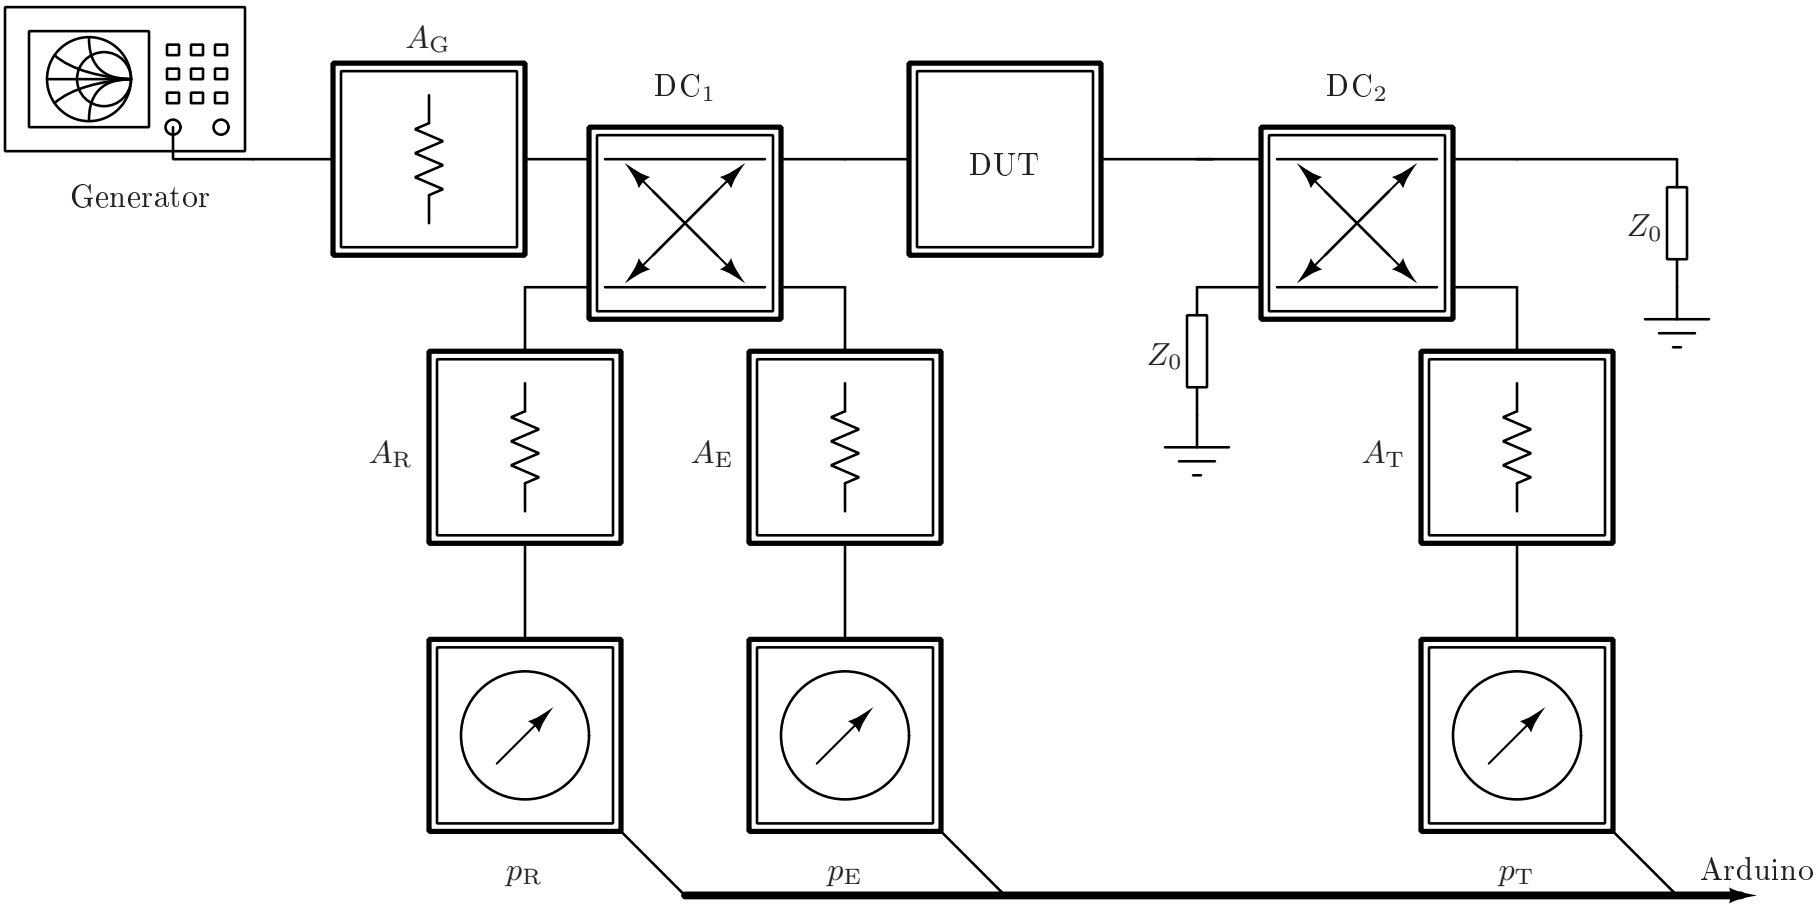 A_G
DC_1
DC_2
DUT
Generator
Z_0
Z_0
A_R
A_E
A_T
p_R
p_E
p_T
Arduino